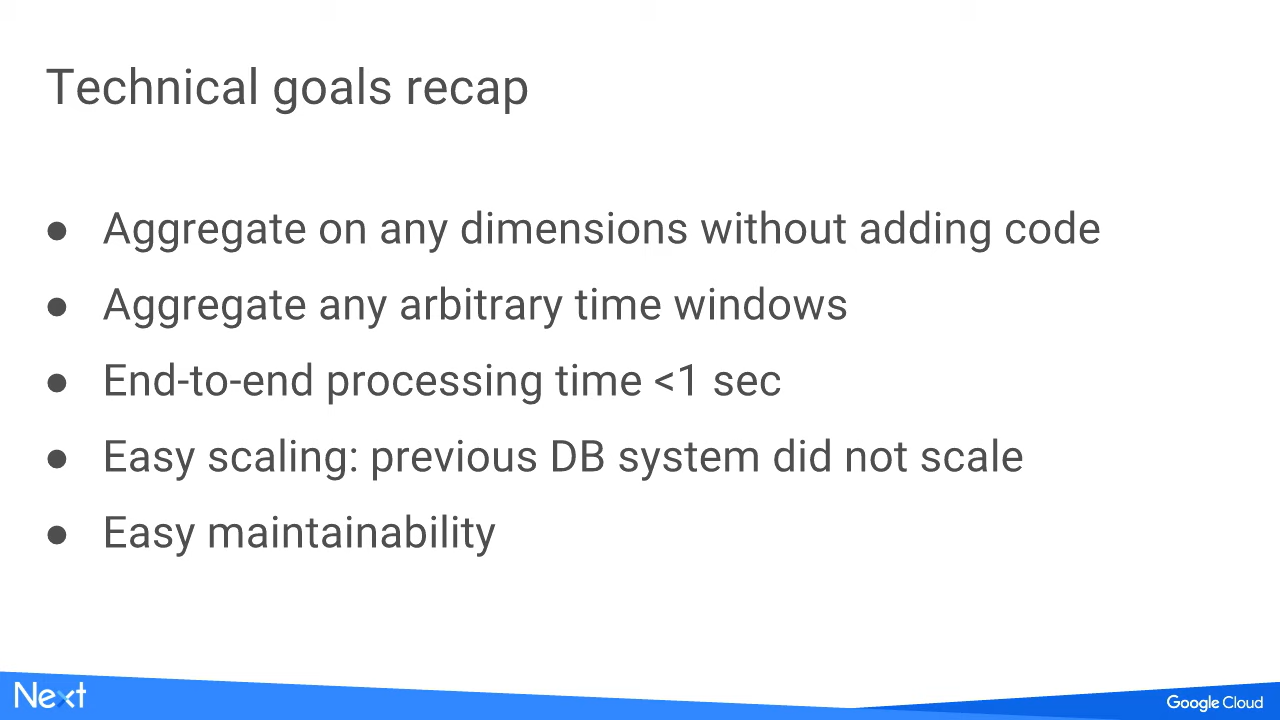 Technical goals recap
● Aggregate on any dimensions without adding code
● Aggregate any arbitrary time windows
● End-to-end processing time <1 sec
● Easy scaling: previous DB system did not scale
● Easy maintainability
Next
Google Cloud